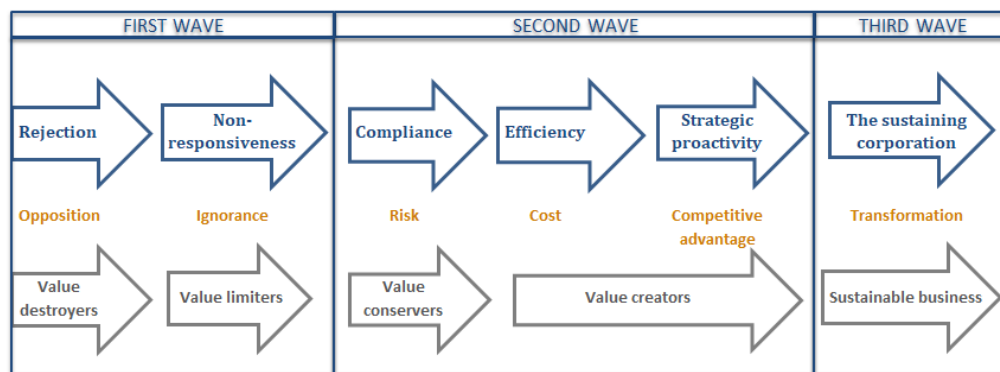 FIRST WAVE
SECOND WAVE
THIRD WAVE
Rejection
Non-
responsiveness
Compliance
Efficiency
Strategic
proactivity
The sustaining
corporation
Opposition
Ignorance
Risk
Cost
Competitive
advantage
Transformation
Value
destroyers
Value limiters
Value
conservers
Value creators
Sustainable business